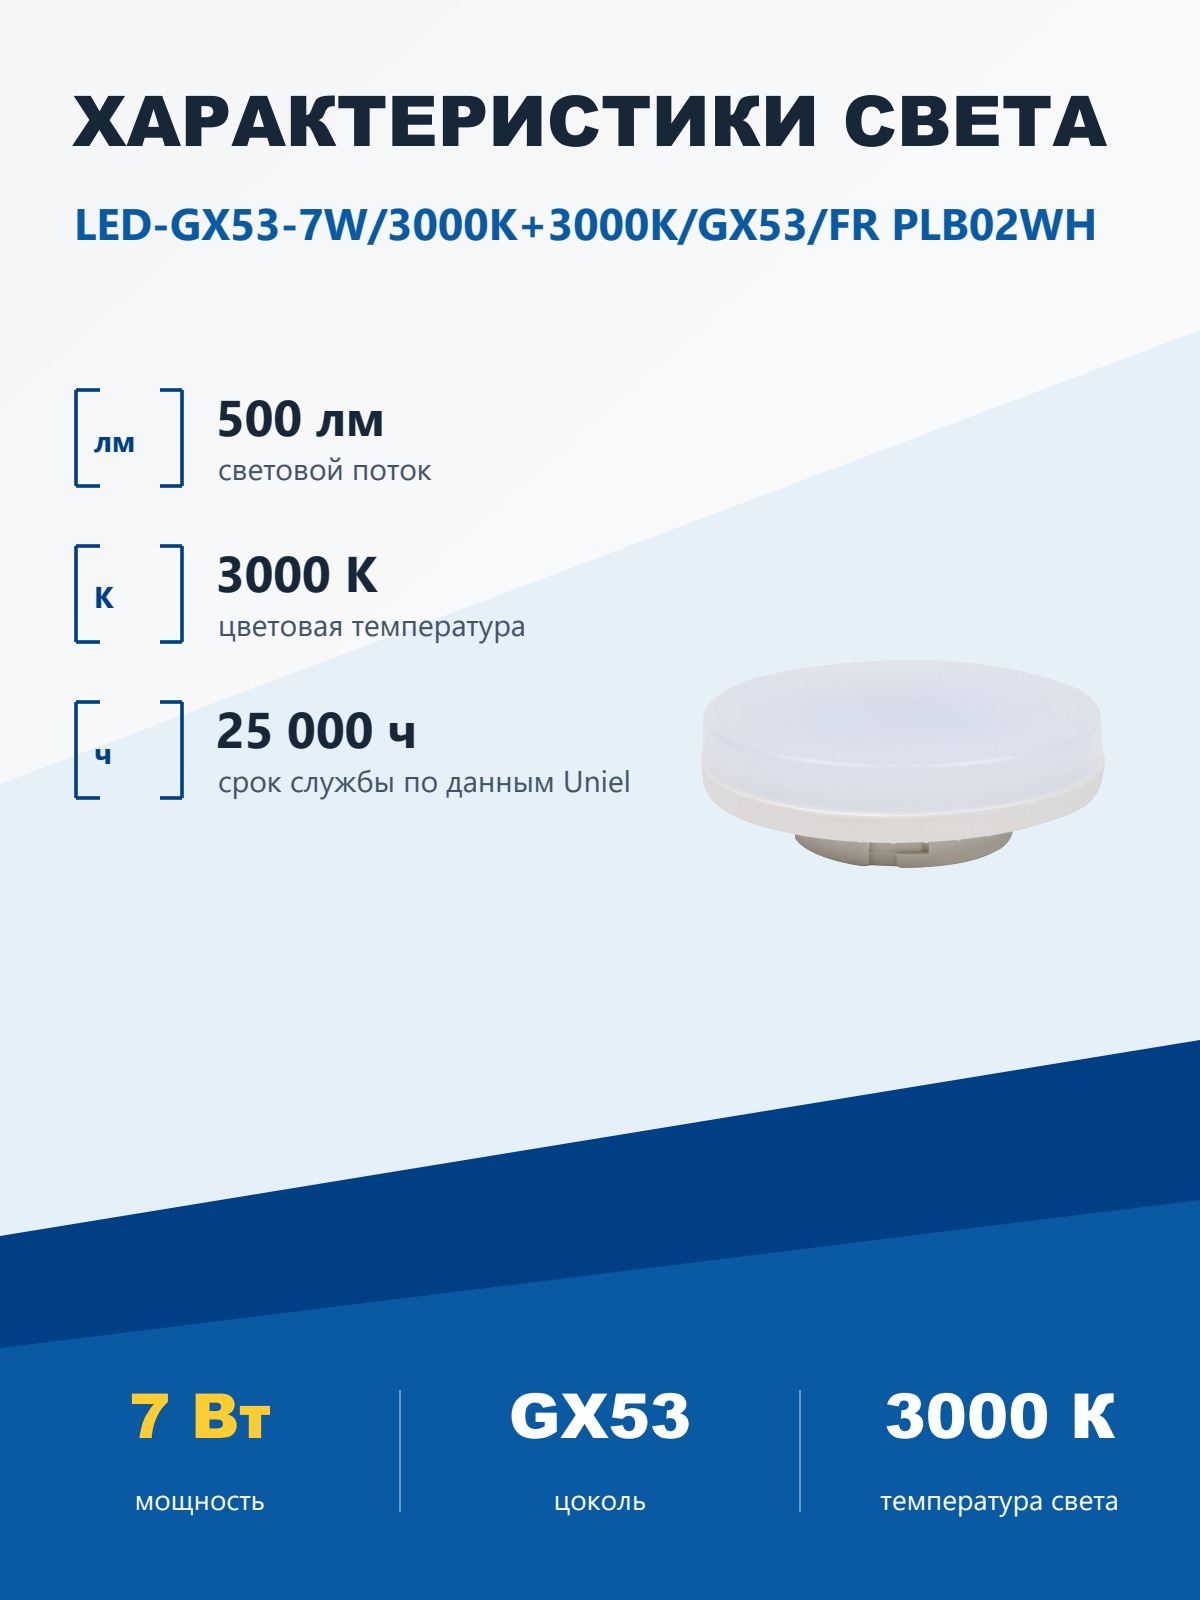 ХАРАКТЕРИСТИКИ СВЕТА
LED-GX53-7W/3000K+3000K/GX53/FR PLB02WH
лм
500 лм
световой поток
К
3000 К
цветовая температура
ч
25 000 ч
срок службы по данным Uniel
7 Вт
мощность
GX53
цоколь
3000 К
температура света